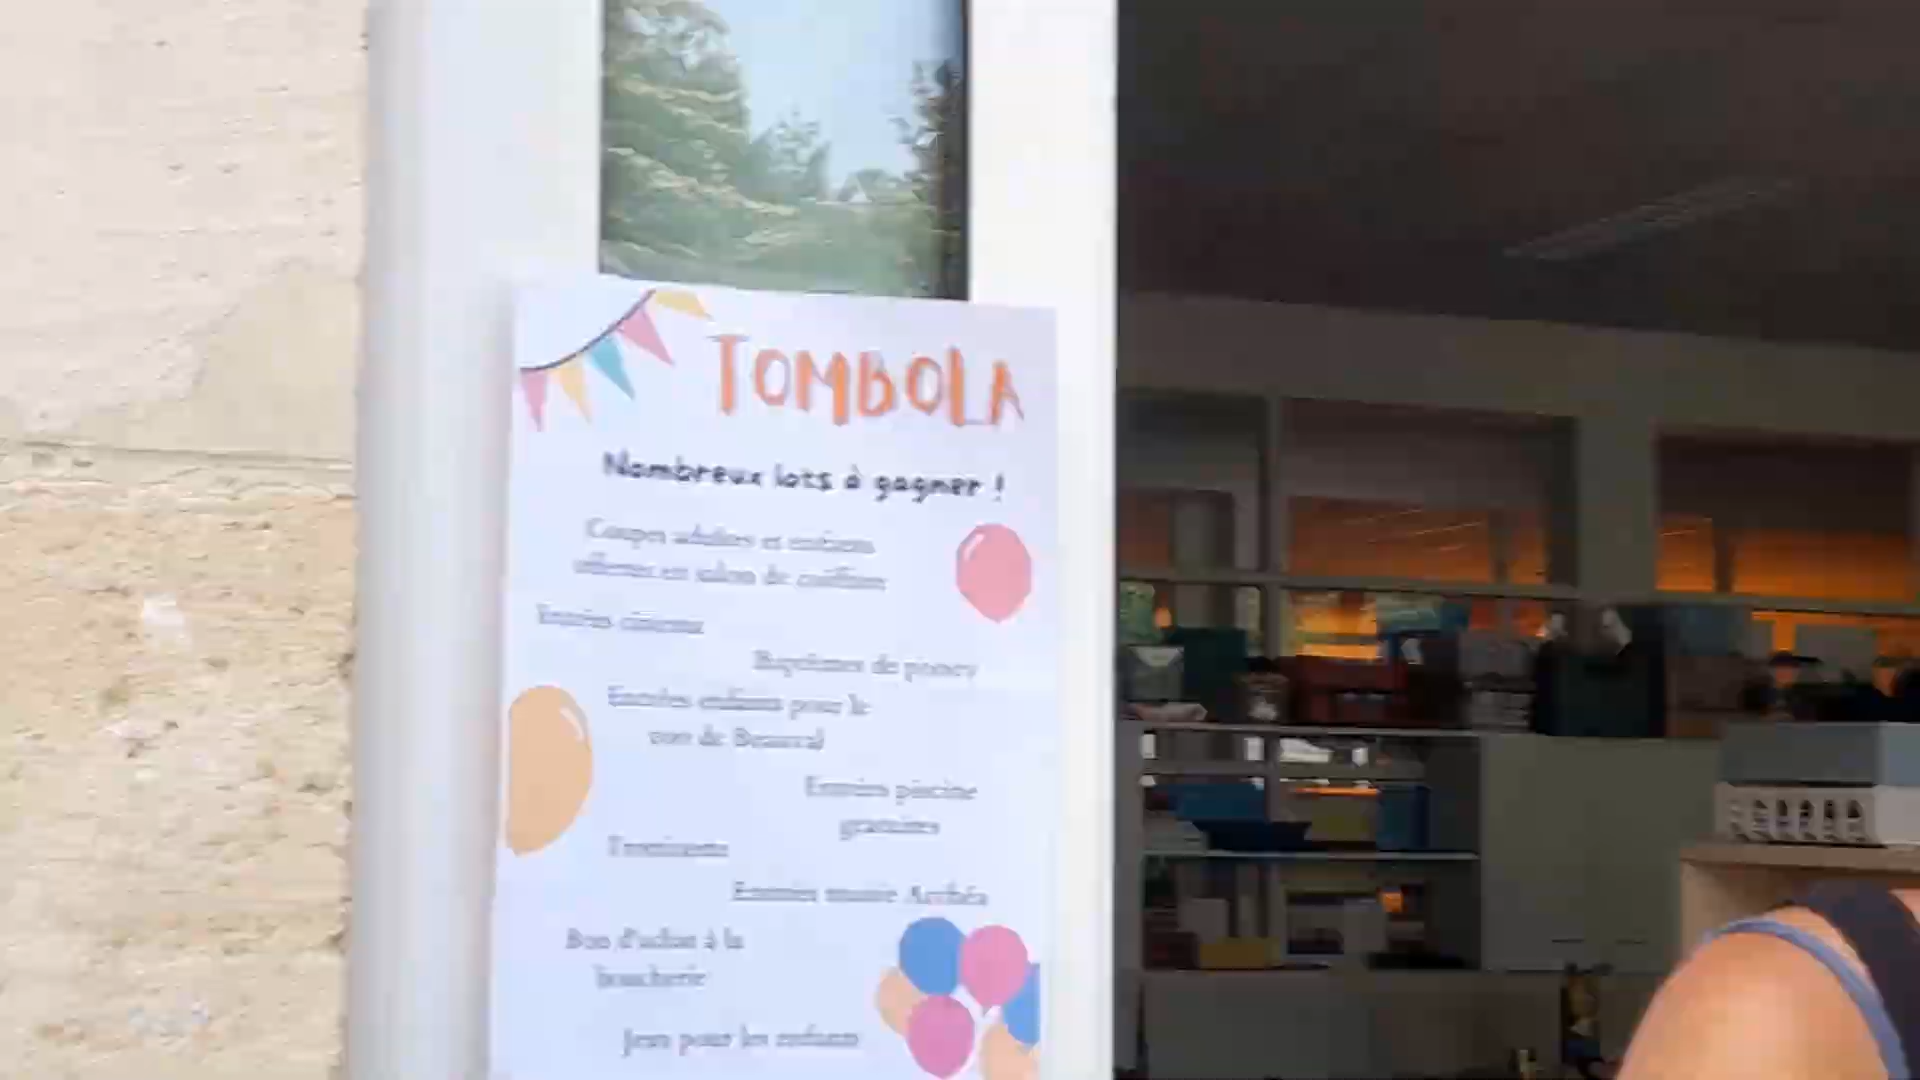 TOMBOLA
Nombreux lots à gagner !
Coupes adultes et enfants
offertes en salon de coiffure
Entrées cinéma
Baptêmes de poney
Entrées enfants pour le
zoo de Beauval
Entrées piscine
gratuites
Trottinette
Entrées musée Archéa
Bon d'achat à la
boucherie
Jeux pour les enfants